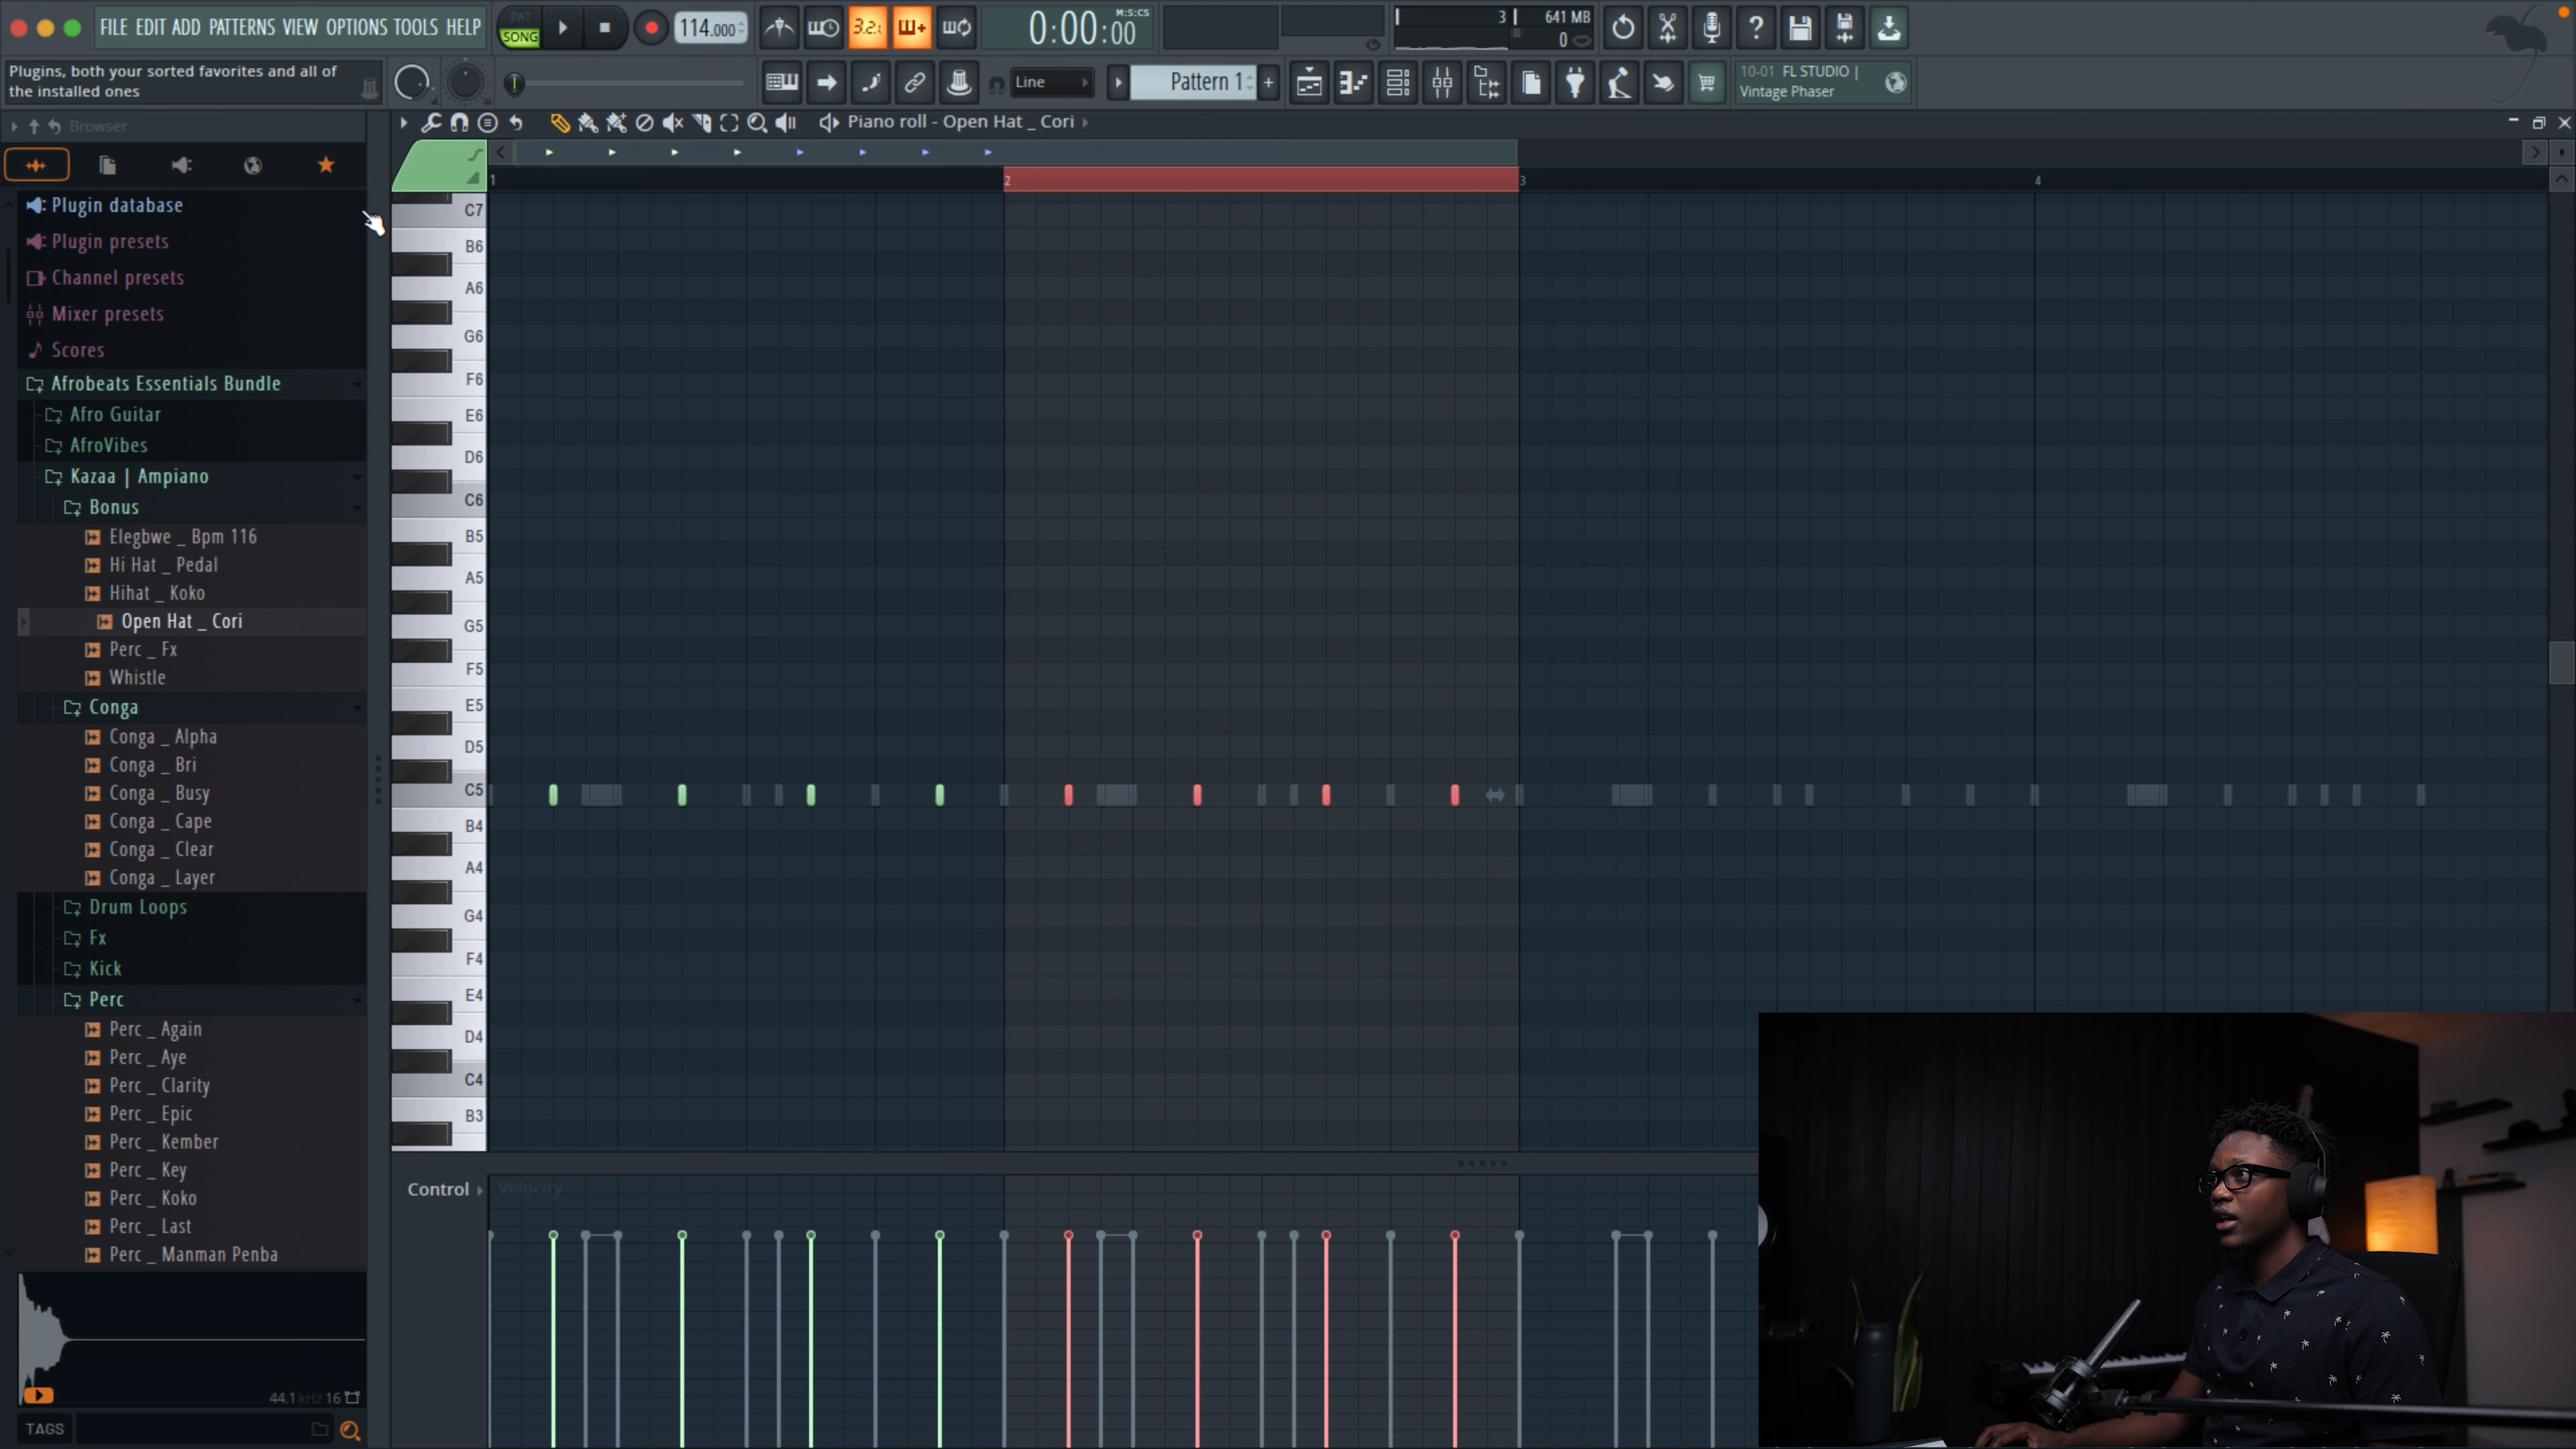 FILE EDIT ADD PATTERNS VIEW OPTIONS TOOLS HELP
PAT
SONG
114.000
3.2.
0:00:00
M:S:CS
3
641 MB
0
Plugins, both your sorted favorites and all of
the installed ones
Line
Pattern 1
+
10-01 FL STUDIO |
Vintage Phaser
Browser
Piano roll - Open Hat _ Cori
1
2
3
4
Plugin database
Plugin presets
Channel presets
Mixer presets
Scores
Afrobeats Essentials Bundle
Afro Guitar
AfroVibes
Kazaa | Ampiano
Bonus
Elegbwe _ Bpm 116
Hi Hat _ Pedal
Hihat _ Koko
Open Hat _ Cori
Perc _ Fx
Whistle
Conga
Conga _ Alpha
Conga _ Bri
Conga _ Busy
Conga _ Cape
Conga _ Clear
Conga _ Layer
Drum Loops
Fx
Kick
Perc
Perc _ Again
Perc _ Aye
Perc _ Clarity
Perc _ Epic
Perc _ Kember
Perc _ Key
Perc _ Koko
Perc _ Last
Perc _ Manman Penba
44.1 kHz 16
TAGS
C7
B6
A6
G6
F6
E6
D6
C6
B5
A5
G5
F5
E5
D5
C5
B4
A4
G4
F4
E4
D4
C4
B3
Control
Velocity